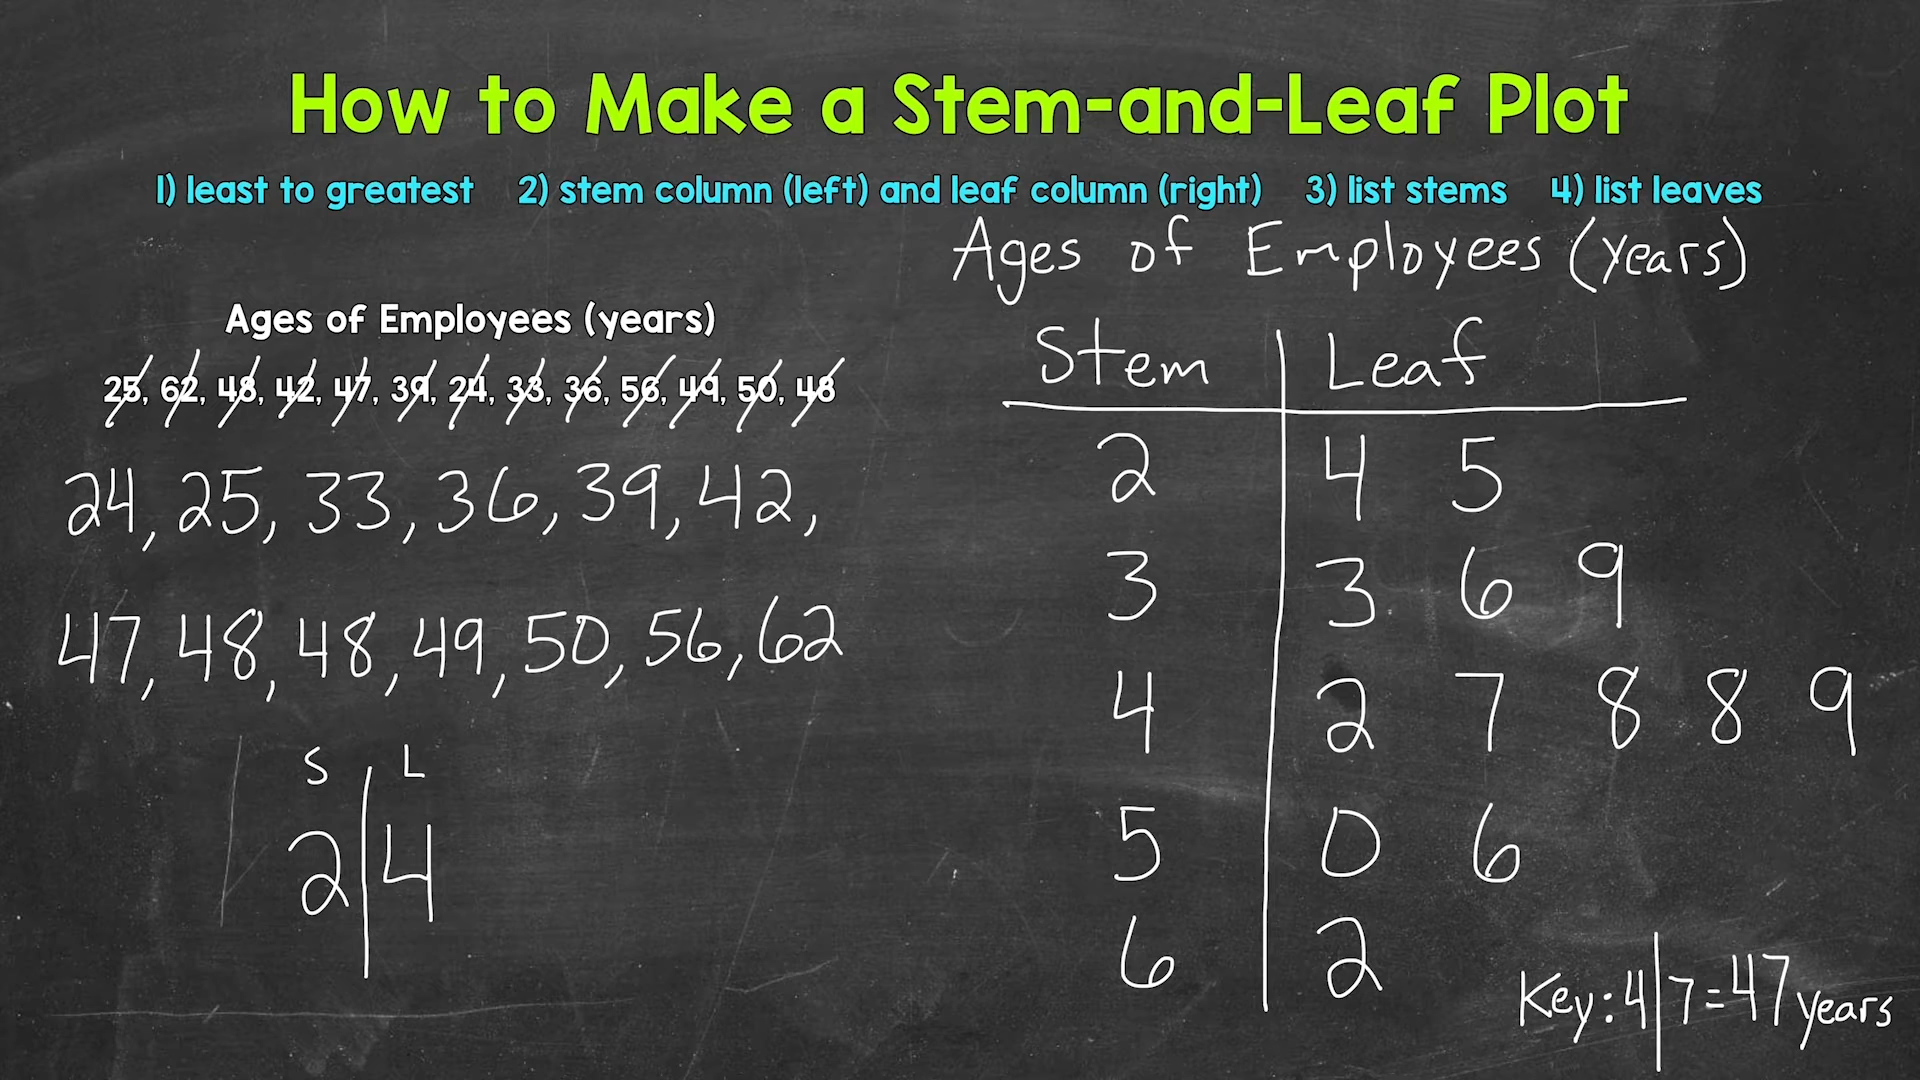 How to Make a Stem-and-Leaf Plot
1) least to greatest 2) stem column (left) and leaf column (right) 3) list stems 4) list leaves
Ages of Employees (years)
25, 62, 48, 42, 47, 39, 24, 33, 36, 56, 49, 50, 48
24, 25, 33, 36, 39, 42,
47, 48, 48, 49, 50, 56, 62
S L
2|4
Ages of Employees (years)
Stem Leaf
2 4 5
3 3 6 9
4 2 7 8 8 9
5 0 6
6 2
Key: 4|7 = 47 years